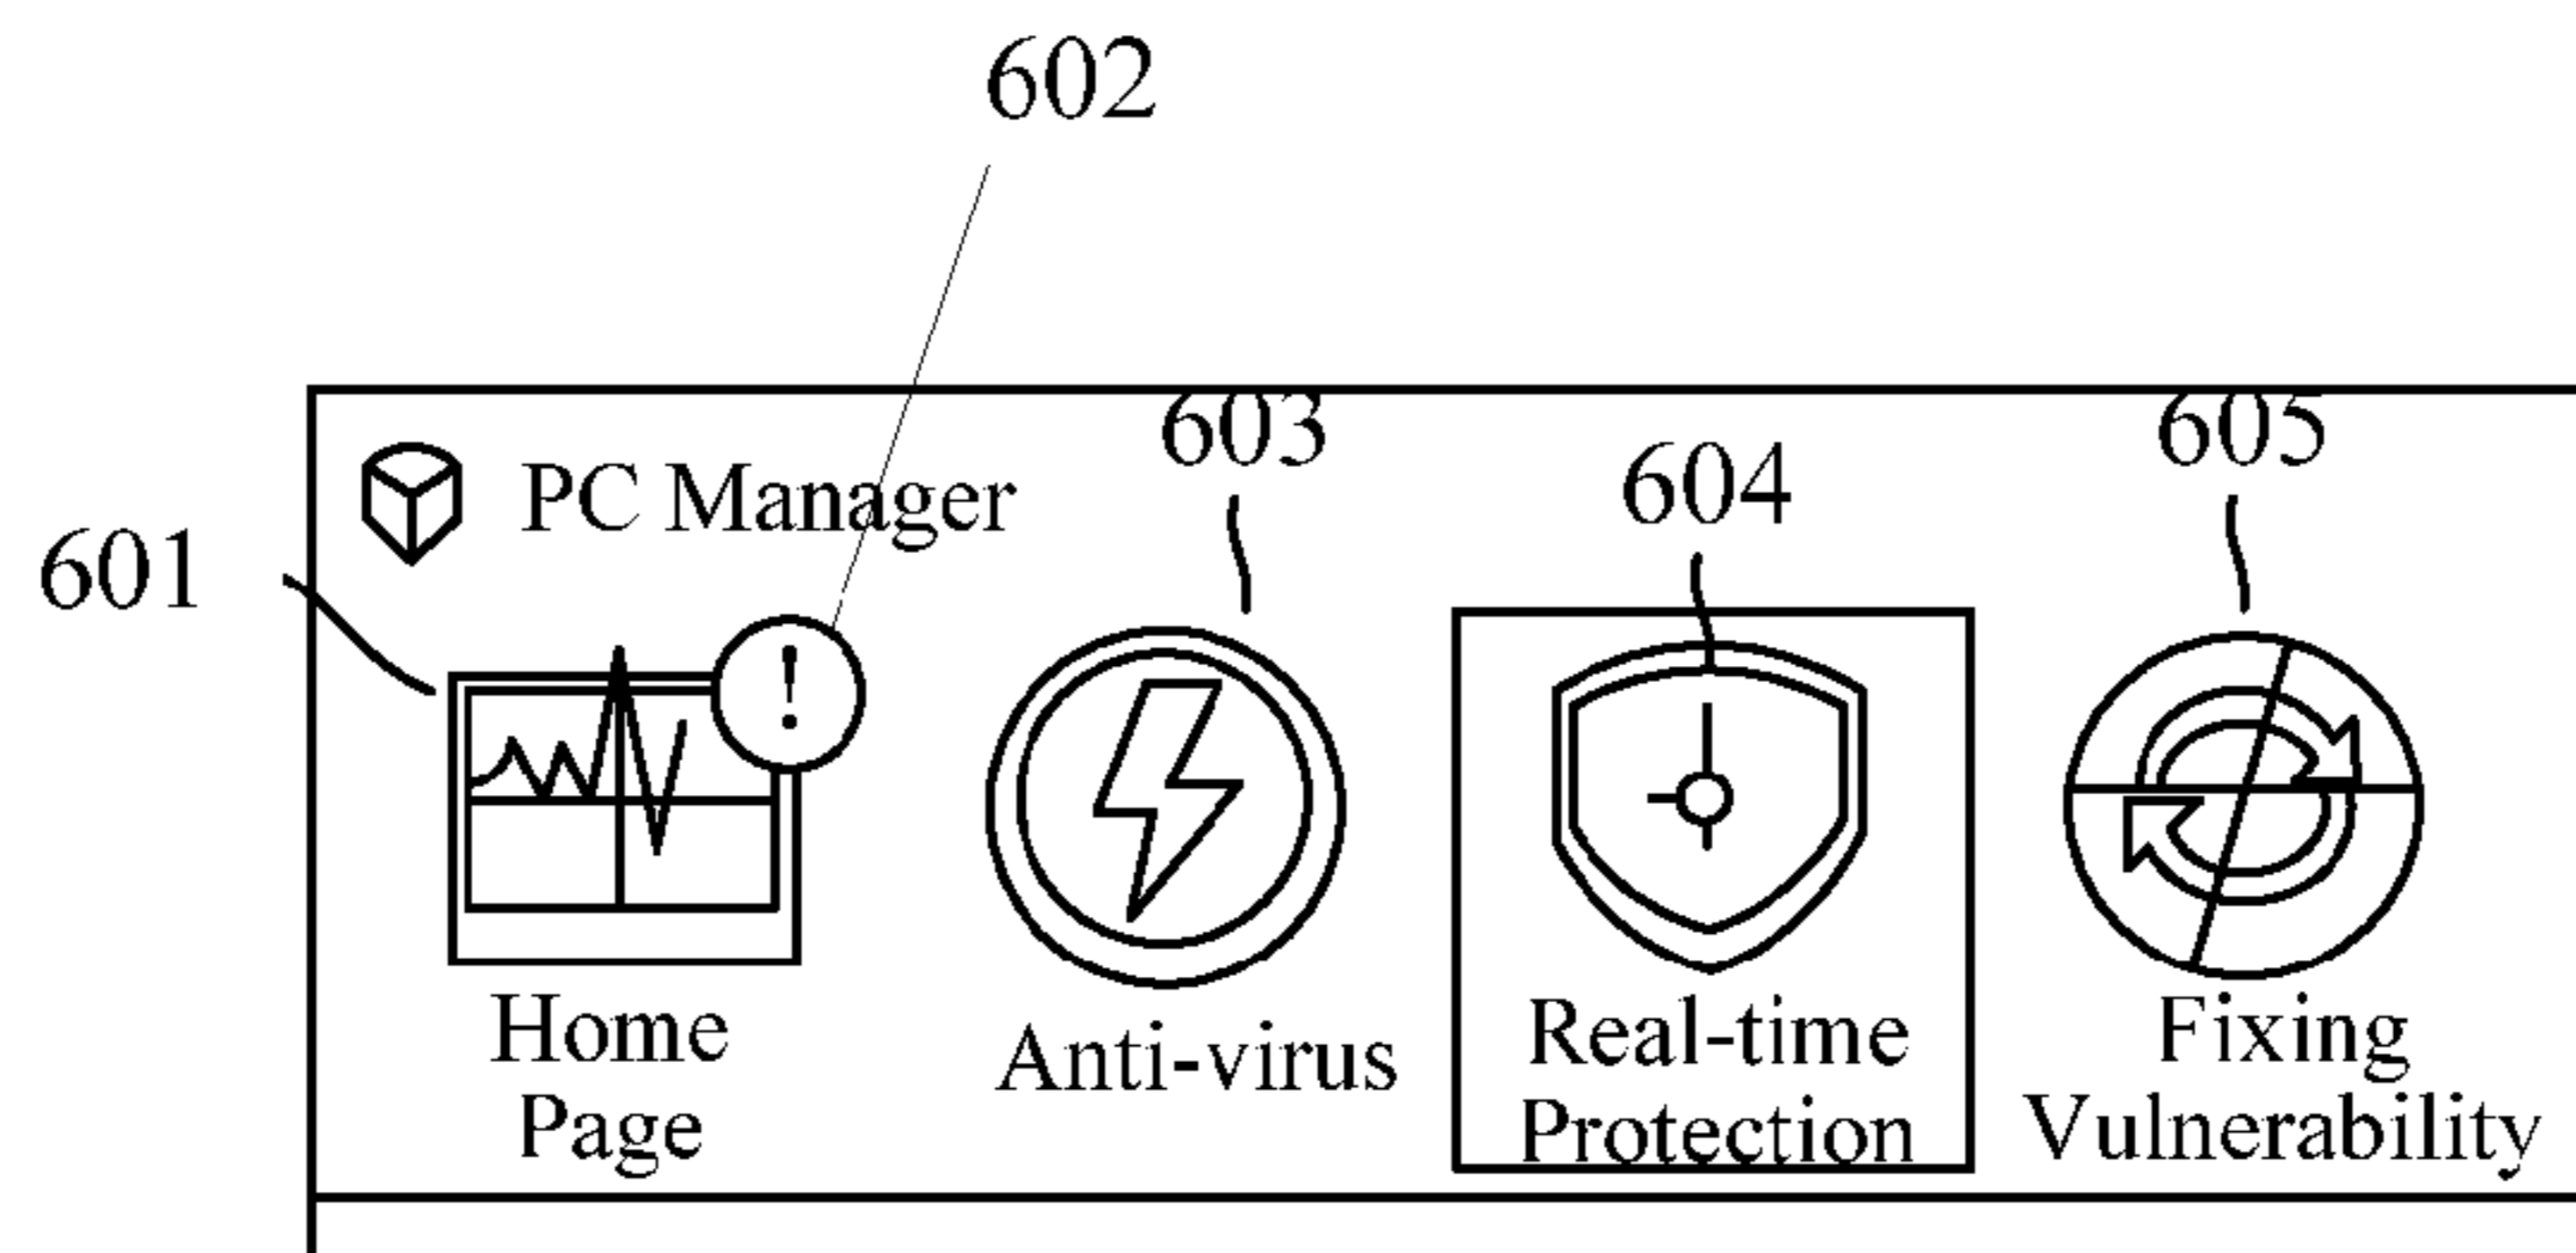 602
603
605
604
PC Manager
601
!
Home
Page
Anti-virus
Real-time
Protection
Fixing
Vulnerability